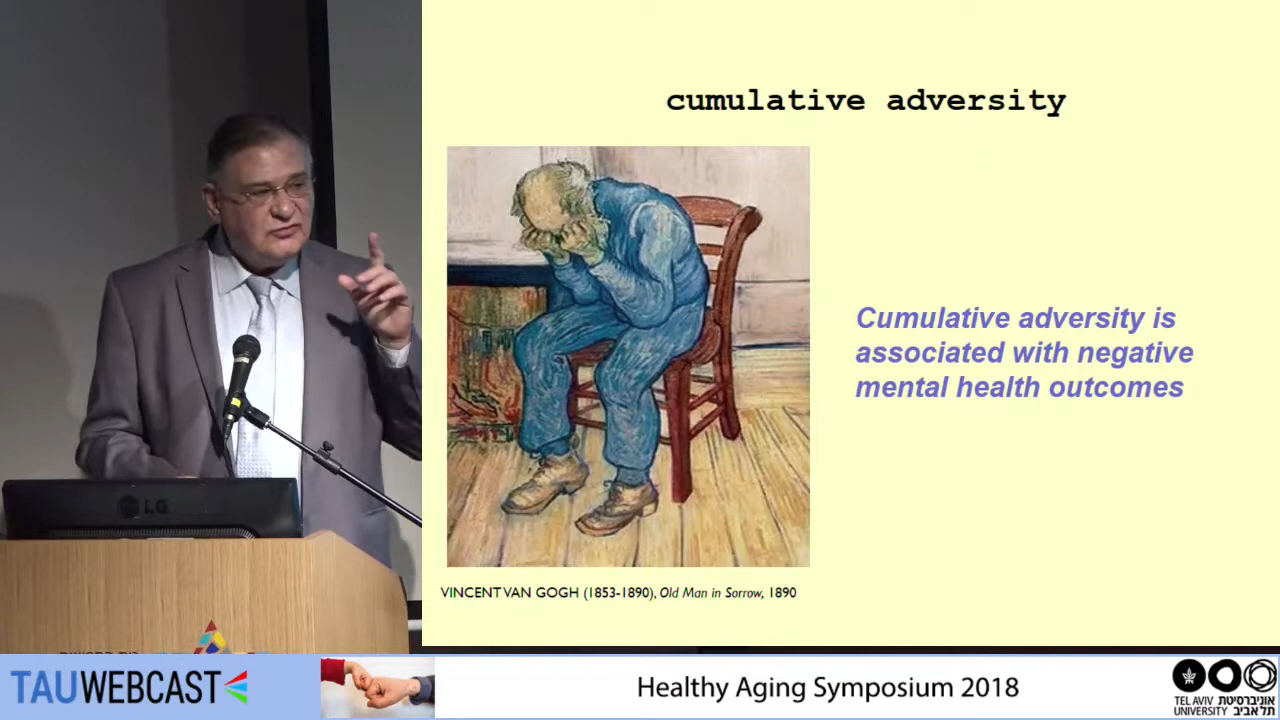 cumulative adversity
Cumulative adversity is
associated with negative
mental health outcomes
VINCENT VAN GOGH (1853-1890), Old Man in Sorrow, 1890
LG
TAUWEBCAST
Healthy Aging Symposium 2018
TEL AVIV אוניברסיטת
UNIVERSITY תל אביב